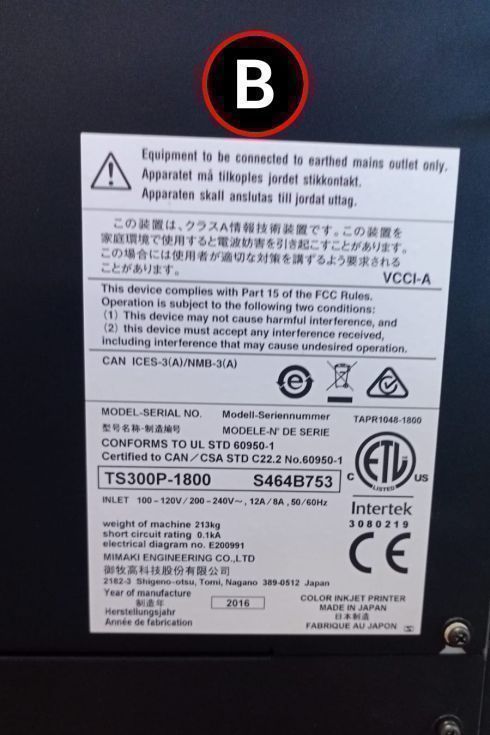 B
Equipment to be connected to earthed mains outlet only.
Apparatet må tilkoples jordet stikkontakt.
Apparaten skall anslutas till jordat uttag.
この装置は、クラスA情報技術装置です。この装置を
家庭環境で使用すると電波妨害を引き起こすことがあります。
この場合には使用者が適切な対策を講ずるよう要求される
ことがあります。
VCCI-A
This device complies with Part 15 of the FCC Rules.
Operation is subject to the following two conditions:
(1) This device may not cause harmful interference, and
(2) this device must accept any interference received,
including interference that may cause undesired operation.
CAN ICES-3(A)/NMB-3(A)
MODEL-SERIAL NO. Modell-Seriennummer TAPR1048-1800
型号名称·制造編号 MODELE-N° DE SERIE
CONFORMS TO UL STD 60950-1
Certified to CAN/CSA STD C22.2 No.60950-1
C ETL US
LISTED
TS300P-1800 S464B753
INLET 100-120V/200-240V~, 12A/8A, 50/60Hz
Intertek
3080219
weight of machine 213kg
short circuit rating 0.1kA
electrical diagram no. E200991
CE
MIMAKI ENGINEERING CO.,LTD
御牧高科技股份有限公司
2182-3 Shigeno-otsu, Tomi, Nagano 389-0512 Japan
Year of manufacture
制造年
Herstellungsjahr
Année de fabrication
2016
COLOR INKJET PRINTER
MADE IN JAPAN
日本制造
FABRIQUE AU JAPON